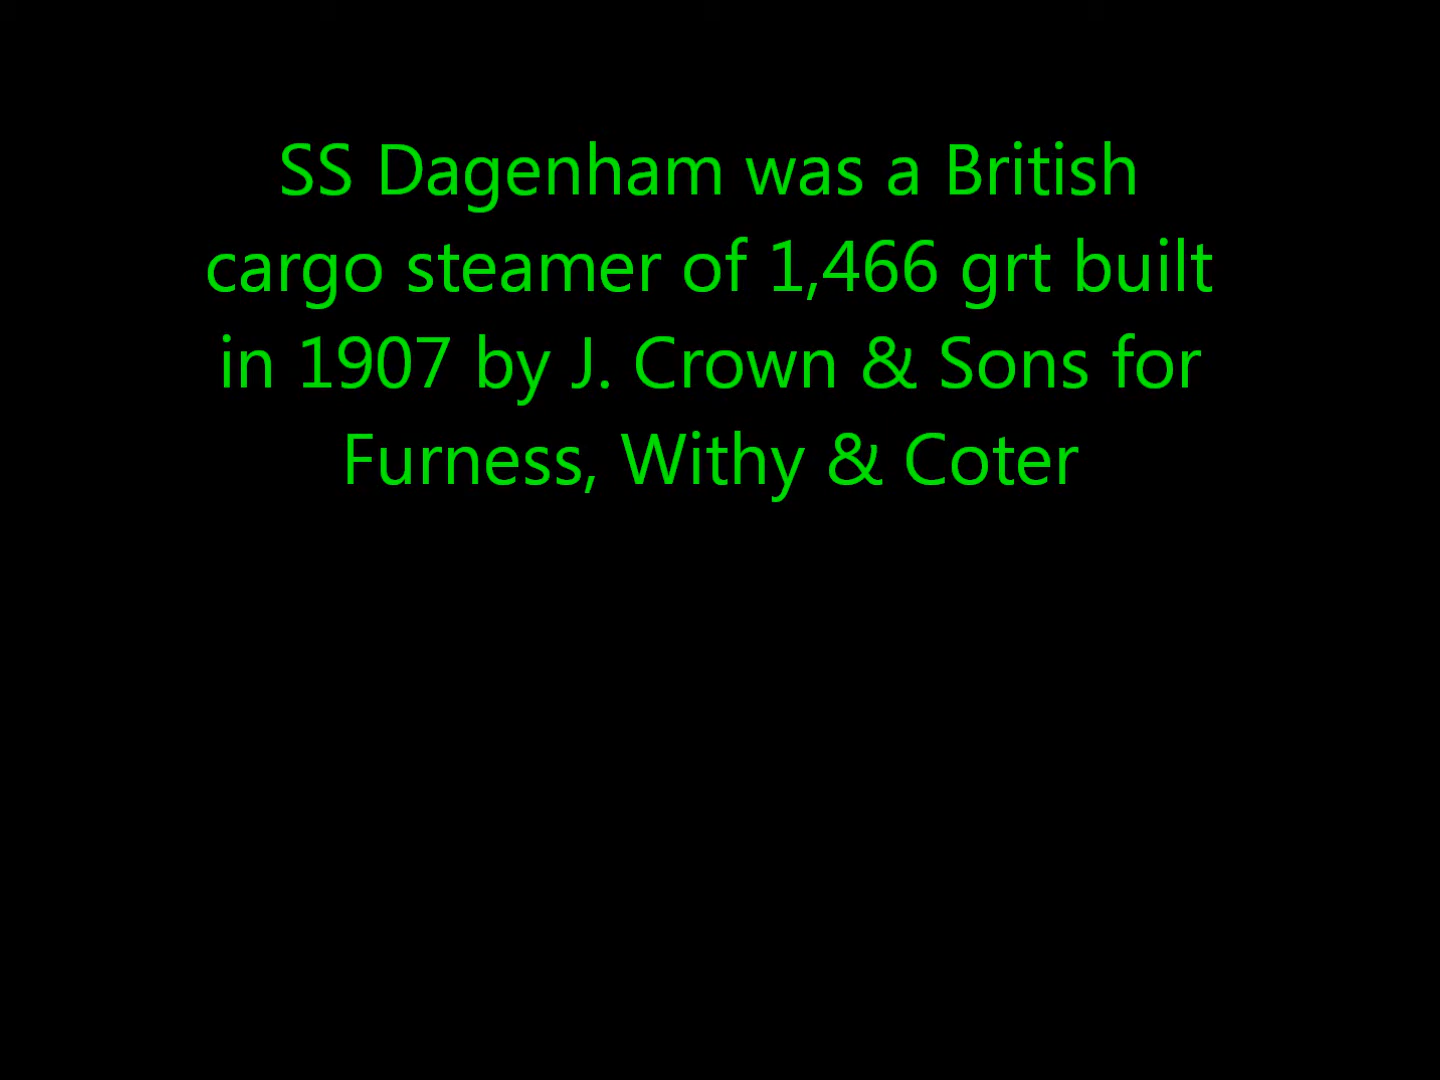 SS Dagenham was a British
cargo steamer of 1,466 grt built
in 1907 by J. Crown & Sons for
Furness, Withy & Coter